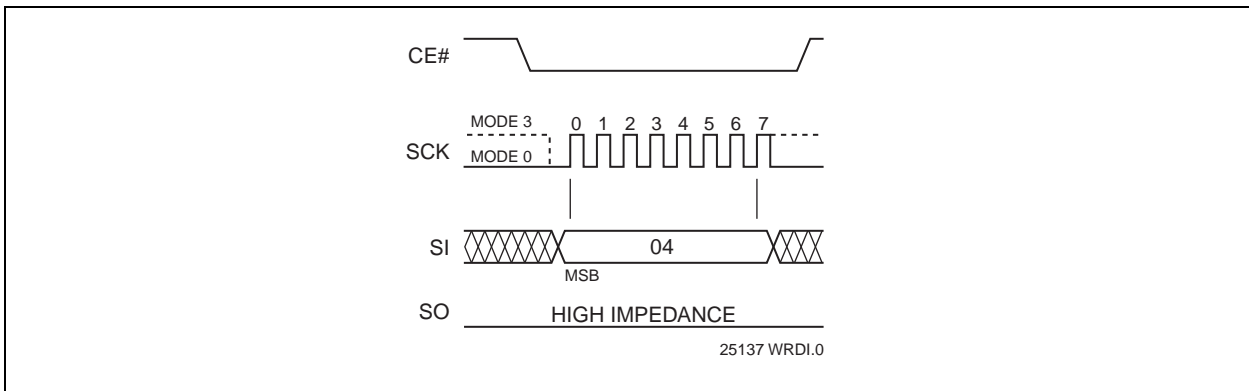 CE#
MODE 3 0 1 2 3 4 5 6 7
SCK MODE 0
SI 04
MSB
SO HIGH IMPEDANCE
25137 WRDI.0